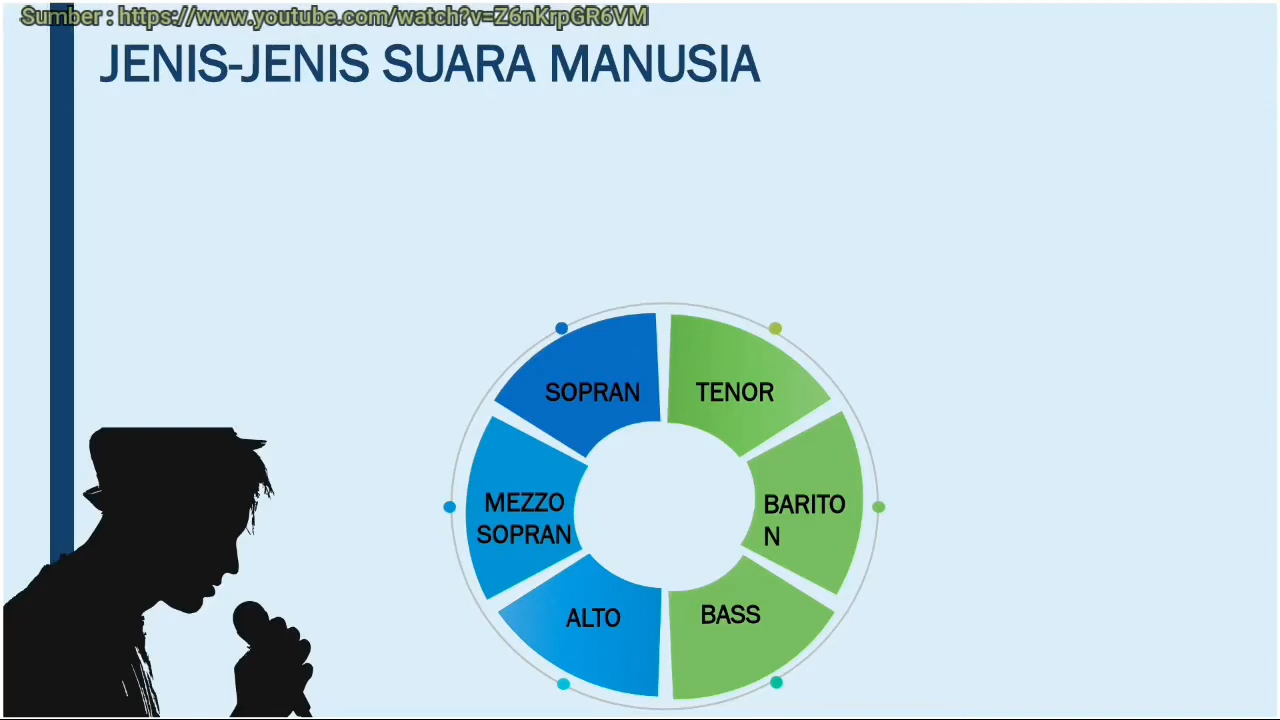 Sumber : https://www.youtube.com/watch?v=Z6nKrpGR6VM
JENIS-JENIS SUARA MANUSIA
SOPRAN
TENOR
MEZZO
SOPRAN
BARITO
N
ALTO
BASS